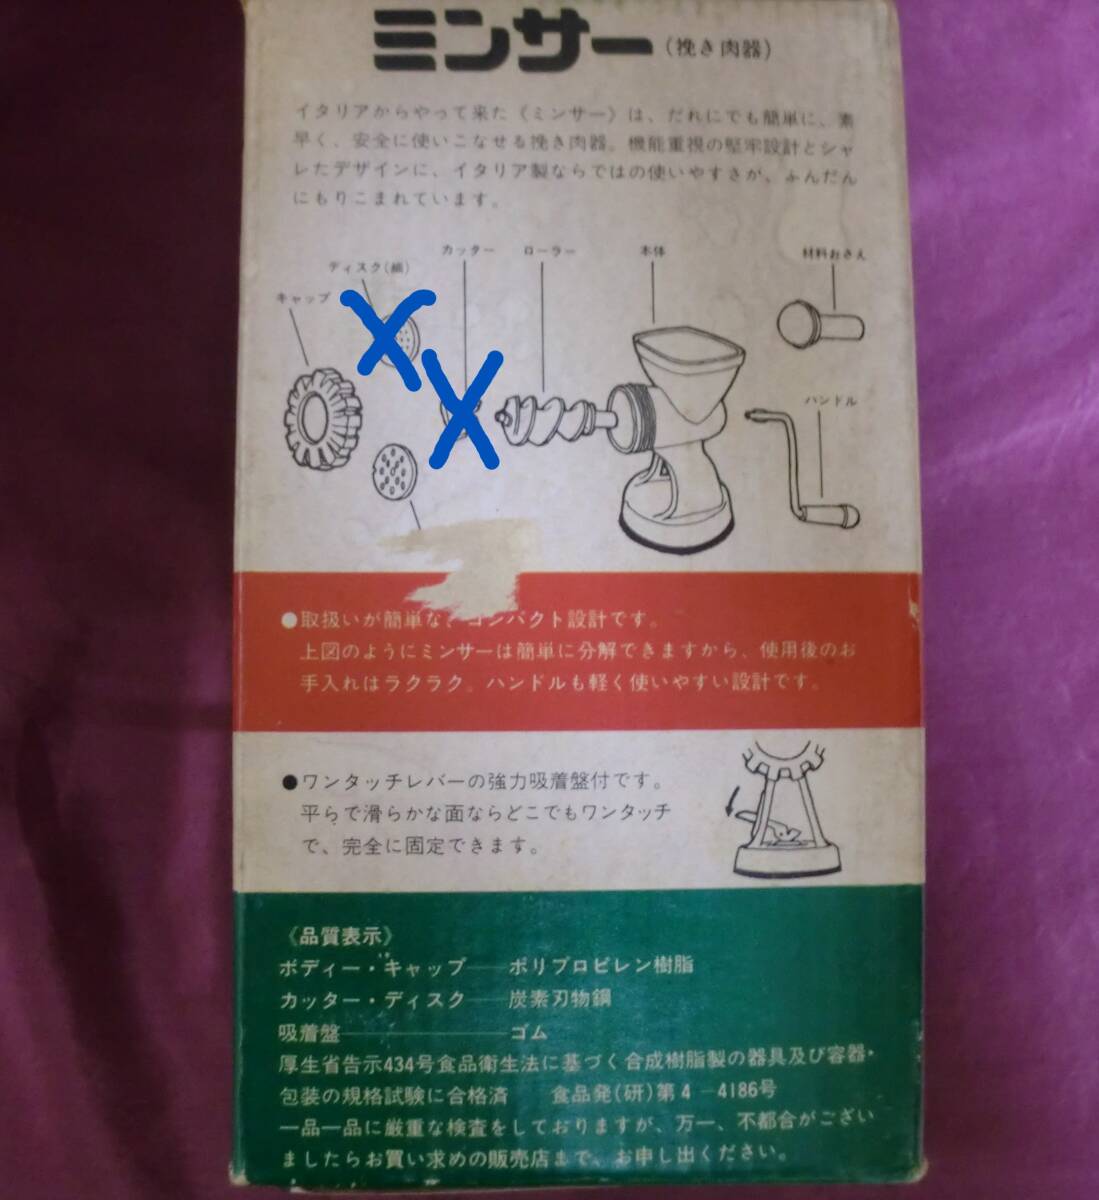 ミンサー(挽き肉器)
イタリアからやって来た《ミンサー》は、だれにでも簡単に、素
早く、安全に使いこなせる挽き肉器。機能重視の堅牢設計とシャ
レたデザインに、イタリア製ならではの使いやすさが、ふんだん
にもりこまれています。
カッター ローラー 本体 材料おさえ
ディスク(細)
キャップ
ハンドル
●取扱いが簡単な、コンパクト設計です。
上図のようにミンサーは簡単に分解できますから、使用後のお
手入れはラクラク。ハンドルも軽く使いやすい設計です。
●ワンタッチレバーの強力吸着盤付です。
平らで滑らかな面ならどこでもワンタッチ
で、完全に固定できます。
《品質表示》
ボディー・キャップ──ポリプロピレン樹脂
カッター・ディスク──炭素刃物鋼
吸着盤────────ゴム
厚生省告示434号食品衛生法に基づく合成樹脂製の器具及び容器・
包装の規格試験に合格済 食品発(研)第4-4186号
一品一品に厳重な検査をしておりますが、万一、不都合がござい
ましたらお買い求めの販売店まで、お申し出ください。